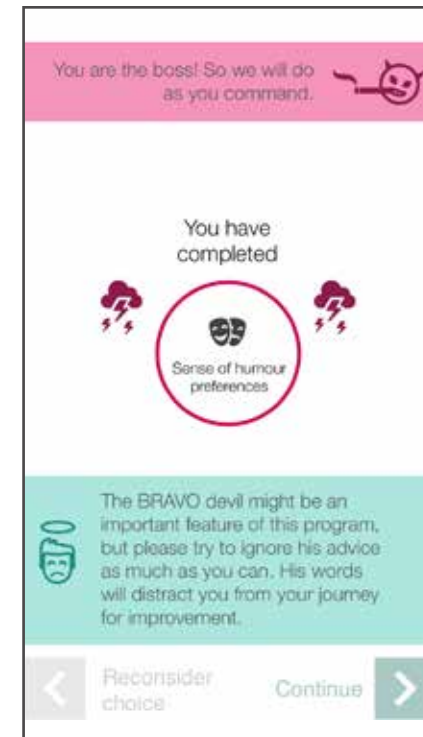 You are the boss! So we will do
as you command.
You have
completed
Sense of humour
preferences
The BRAVO devil might be an
important feature of this program,
but please try to ignore his advice
as much as you can. His words
will distract you from your journey
for improvement.
Reconsider
choice
Continue